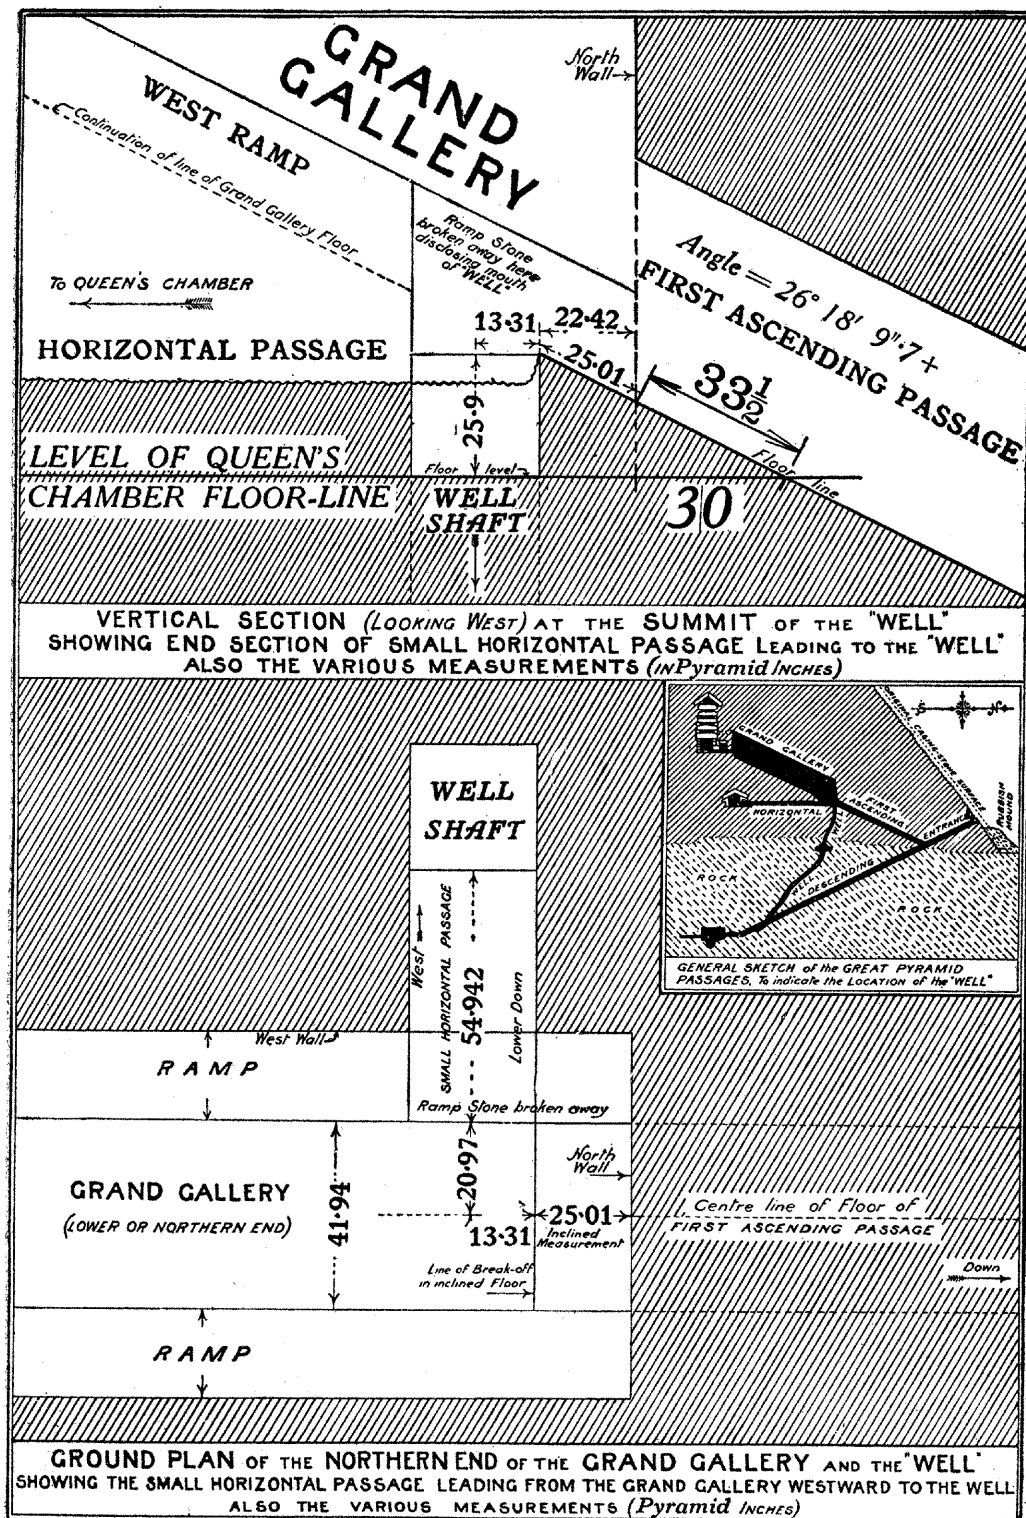 GRAND
GALLERY
North
Wall
WEST RAMP
Continuation of line of Grand Gallery Floor
Ramp Stone
broken away here
disclosing mouth
of "WELL"
To QUEEN'S CHAMBER
Angle = 26° 18' 9"·7 +
FIRST ASCENDING PASSAGE
13·31
22·42
25·01
33½
HORIZONTAL PASSAGE
25·9
LEVEL OF QUEEN'S
CHAMBER FLOOR-LINE
Floor level
Floor line
WELL
SHAFT
30
VERTICAL SECTION (LOOKING WEST) AT THE SUMMIT OF THE "WELL"
SHOWING END SECTION OF SMALL HORIZONTAL PASSAGE LEADING TO THE "WELL"
ALSO THE VARIOUS MEASUREMENTS (IN Pyramid INCHES)
WELL
SHAFT
West
SMALL HORIZONTAL PASSAGE
54·942
Lower Down
West Wall
RAMP
Ramp Stone broken away
GRAND GALLERY
(LOWER OR NORTHERN END)
41·94
20·97
North
Wall
13·31
25·01
Inclined
Measurement
Line of Break-off
in inclined Floor
Centre line of Floor of
FIRST ASCENDING PASSAGE
Down
RAMP
S
N
GRAND GALLERY
ORIGINAL CASING-STONE SURFACE
RUBBISH
MOUND
HORIZONTAL
FIRST
ASCENDING
ENTRANCE
WELL
WELL
DESCENDING
ROCK
ROCK
GENERAL SKETCH of the GREAT PYRAMID
PASSAGES, To indicate the LOCATION of the "WELL"
GROUND PLAN OF THE NORTHERN END OF THE GRAND GALLERY AND THE "WELL"
SHOWING THE SMALL HORIZONTAL PASSAGE LEADING FROM THE GRAND GALLERY WESTWARD TO THE WELL
ALSO THE VARIOUS MEASUREMENTS (Pyramid INCHES)